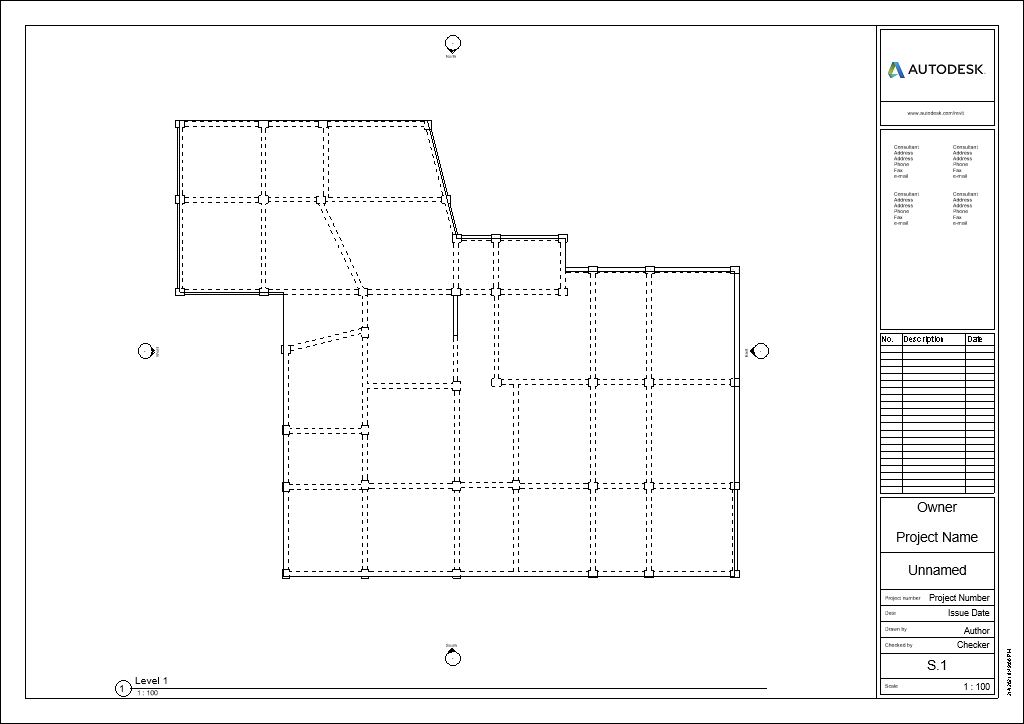 North
AUTODESK.
www.autodesk.com/revit
Consultant
Address
Address
Phone
Fax
e-mail
Consultant
Address
Address
Phone
Fax
e-mail
Consultant
Address
Address
Phone
Fax
e-mail
Consultant
Address
Address
Phone
Fax
e-mail
No. Description Date
Owner
Project Name
Unnamed
Project number Project Number
Date Issue Date
Drawn by Author
Checked by Checker
S.1
Scale 1 : 100
South
1 Level 1
1 : 100